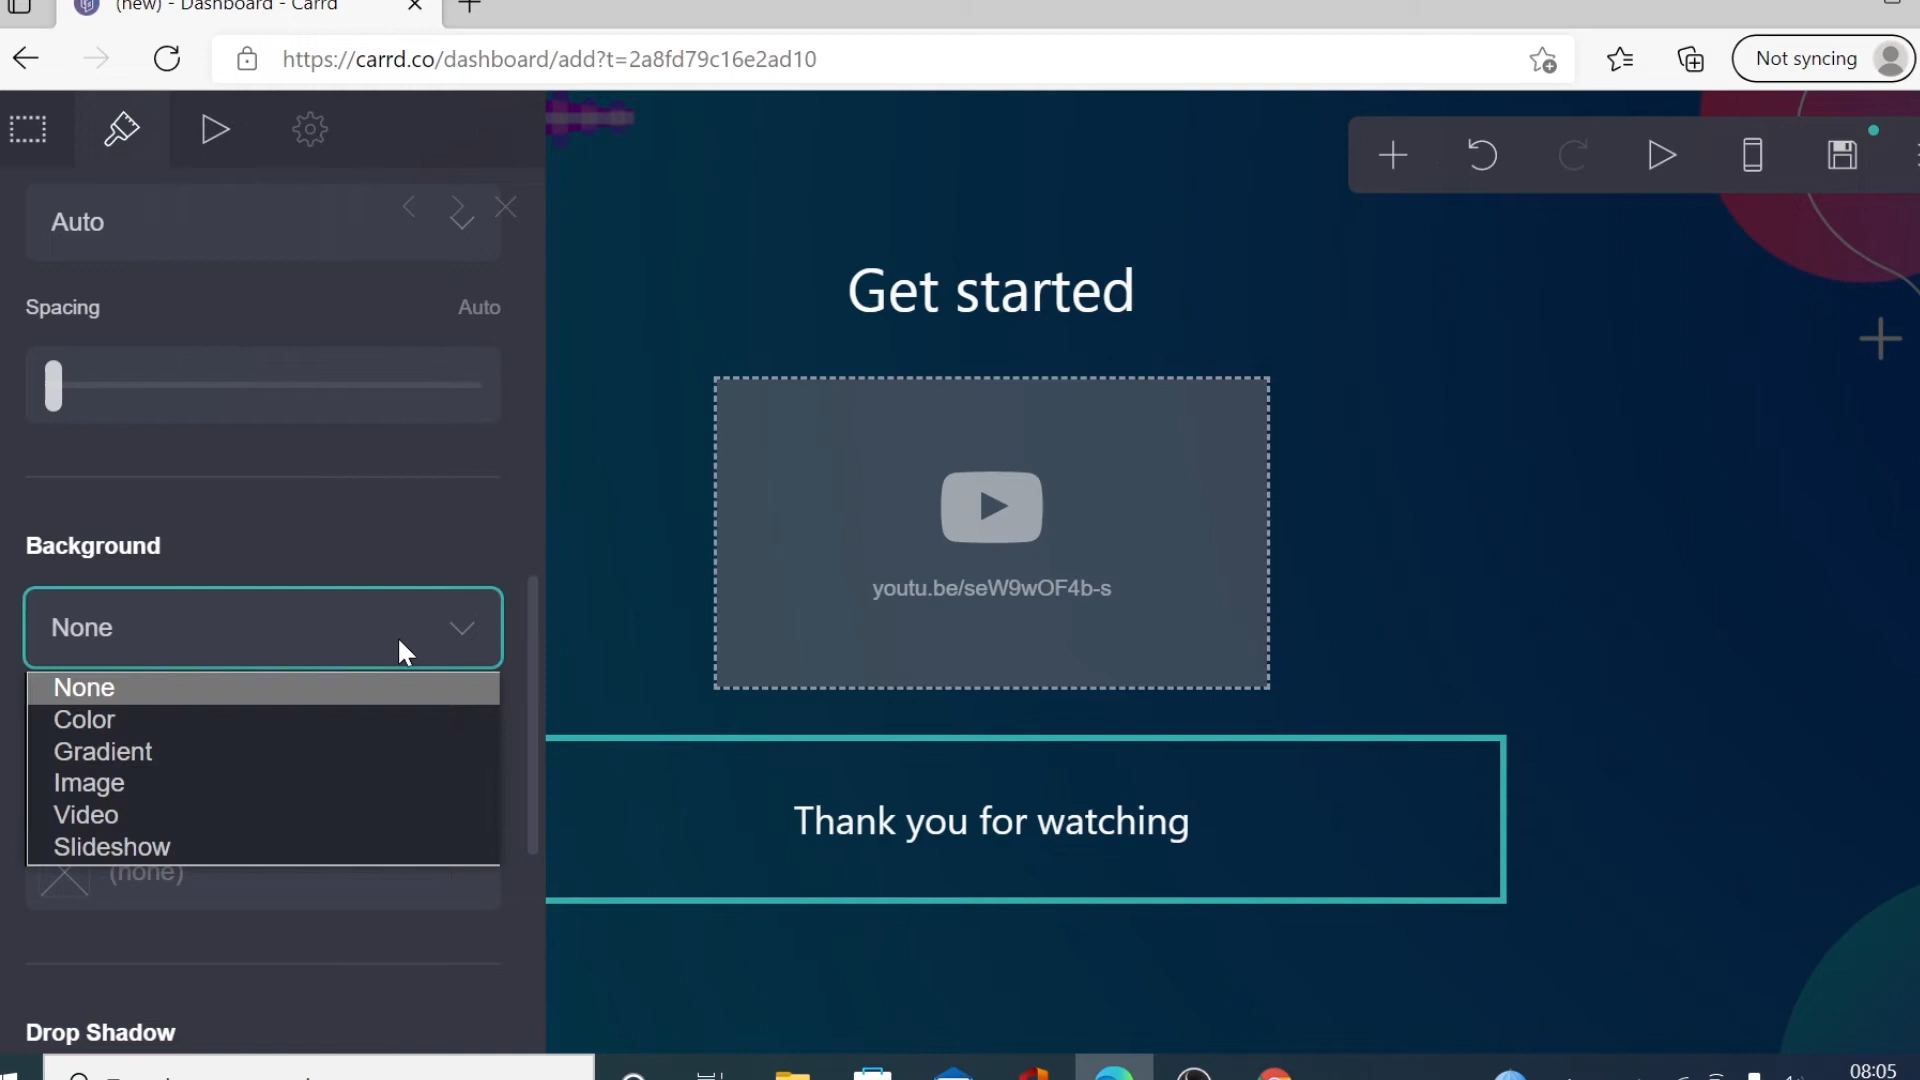 (new) - Dashboard - Carrd
https://carrd.co/dashboard/add?t=2a8fd79c16e2ad10
Not syncing
Auto
Spacing
Auto
Get started
youtu.be/seW9wOF4b-s
Background
None
None
Color
Gradient
Image
Video
Slideshow
(none)
Thank you for watching
Drop Shadow
08:05